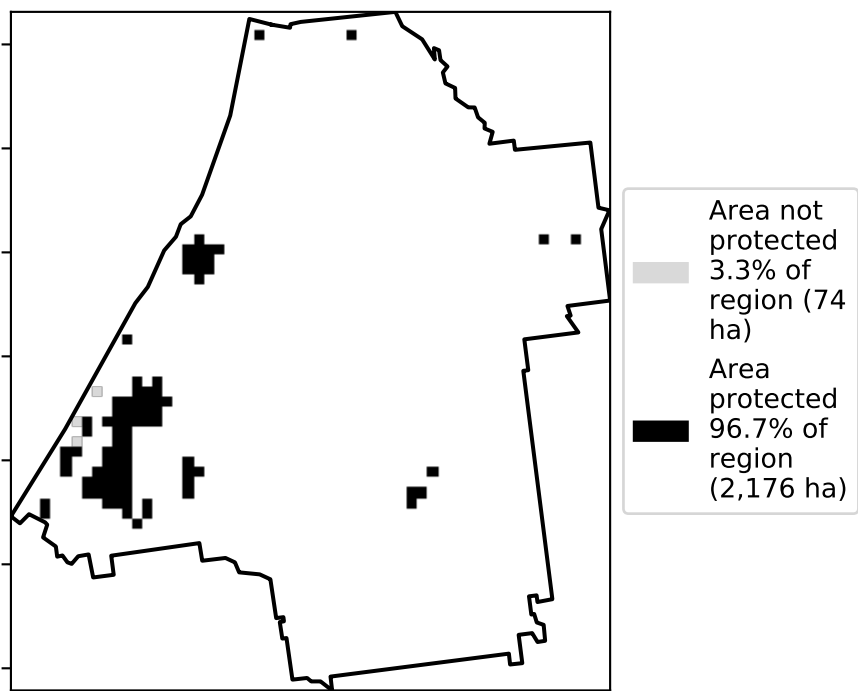 Area not
protected
3.3% of
region (74
ha)
Area
protected
96.7% of
region
(2,176 ha)